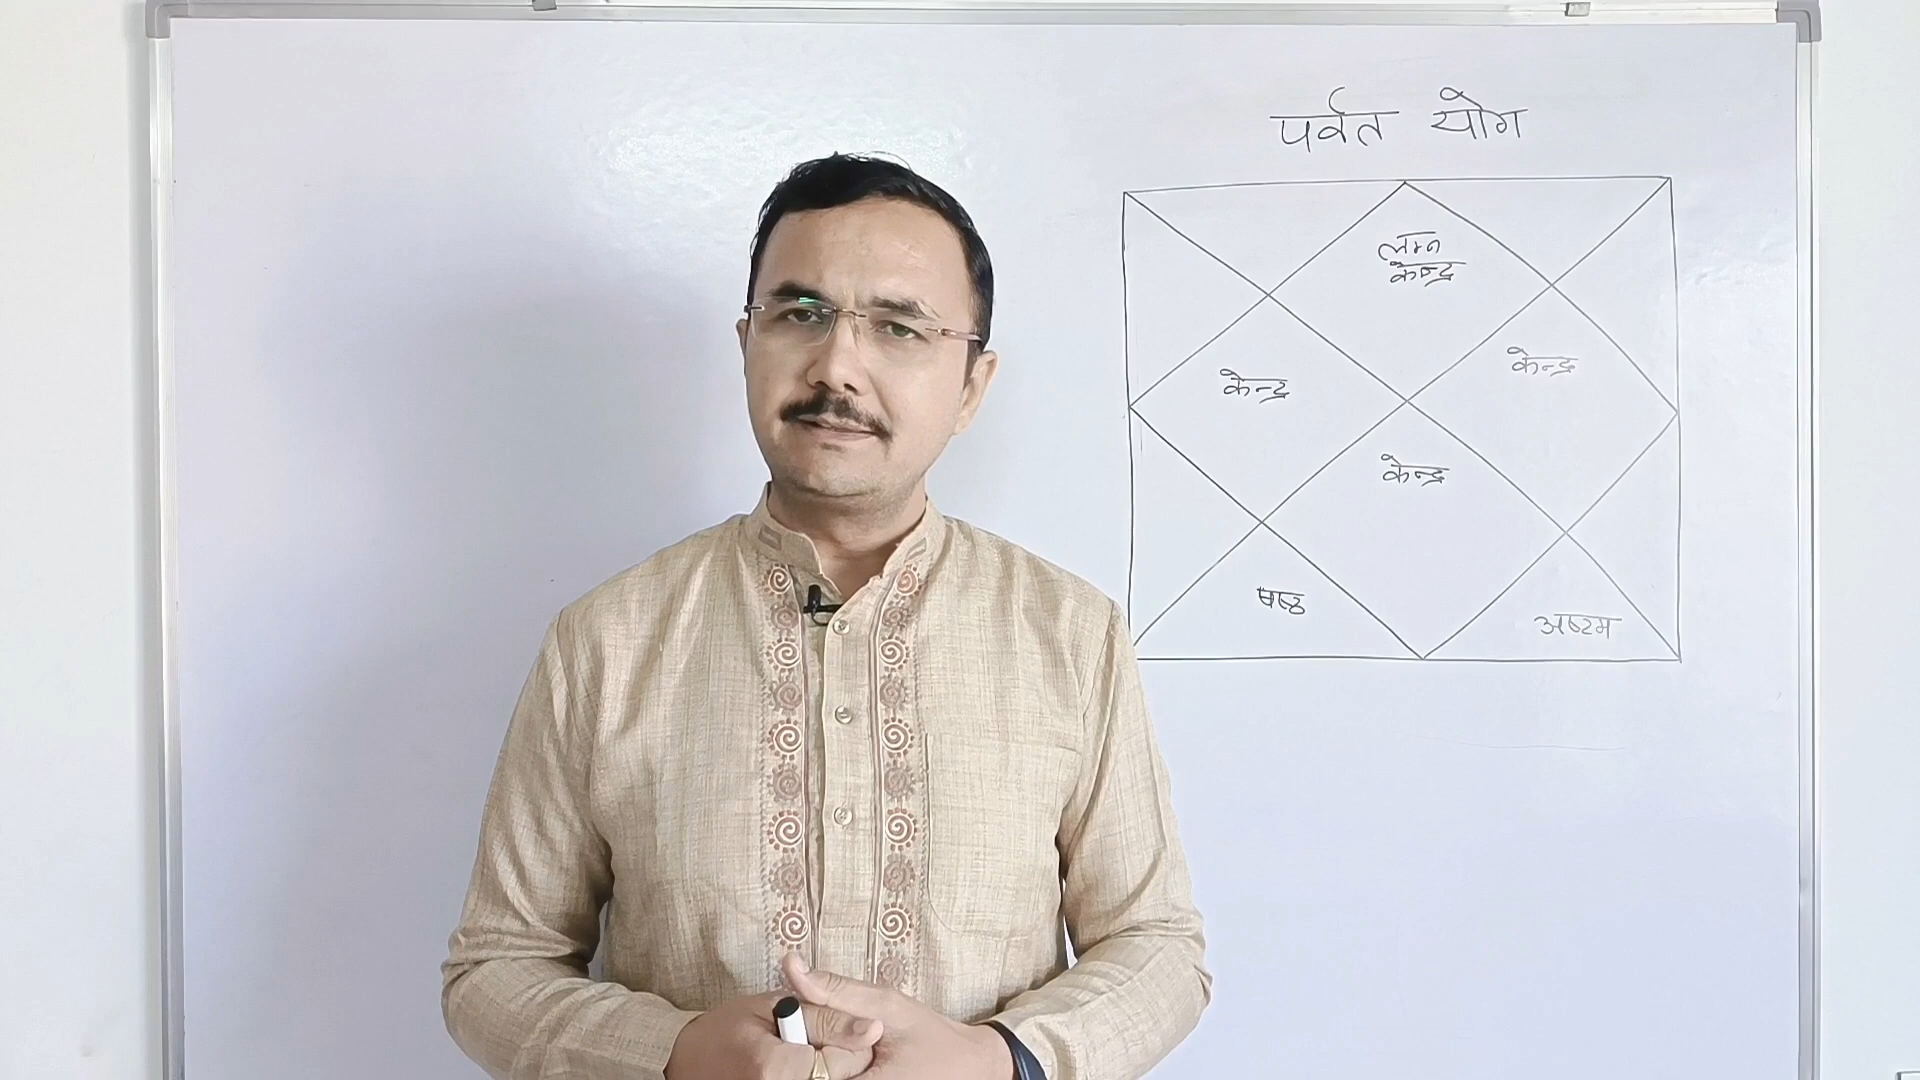 पर्वत योग
लग्न
केन्द्र
केन्द्र
केन्द्र
केन्द्र
षष्ठ
अष्टम